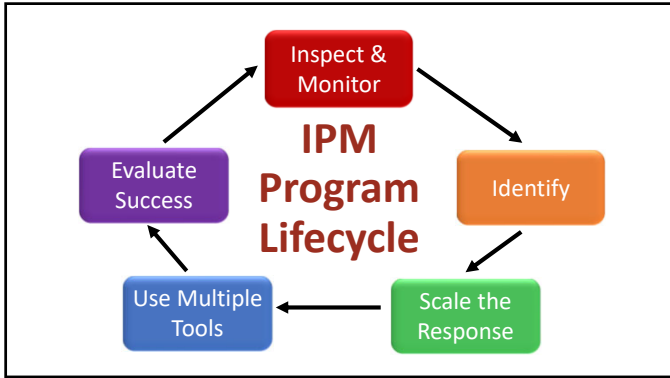 Inspect &
Monitor
IPM
Program
Lifecycle
Identify
Scale the
Response
Use Multiple
Tools
Evaluate
Success